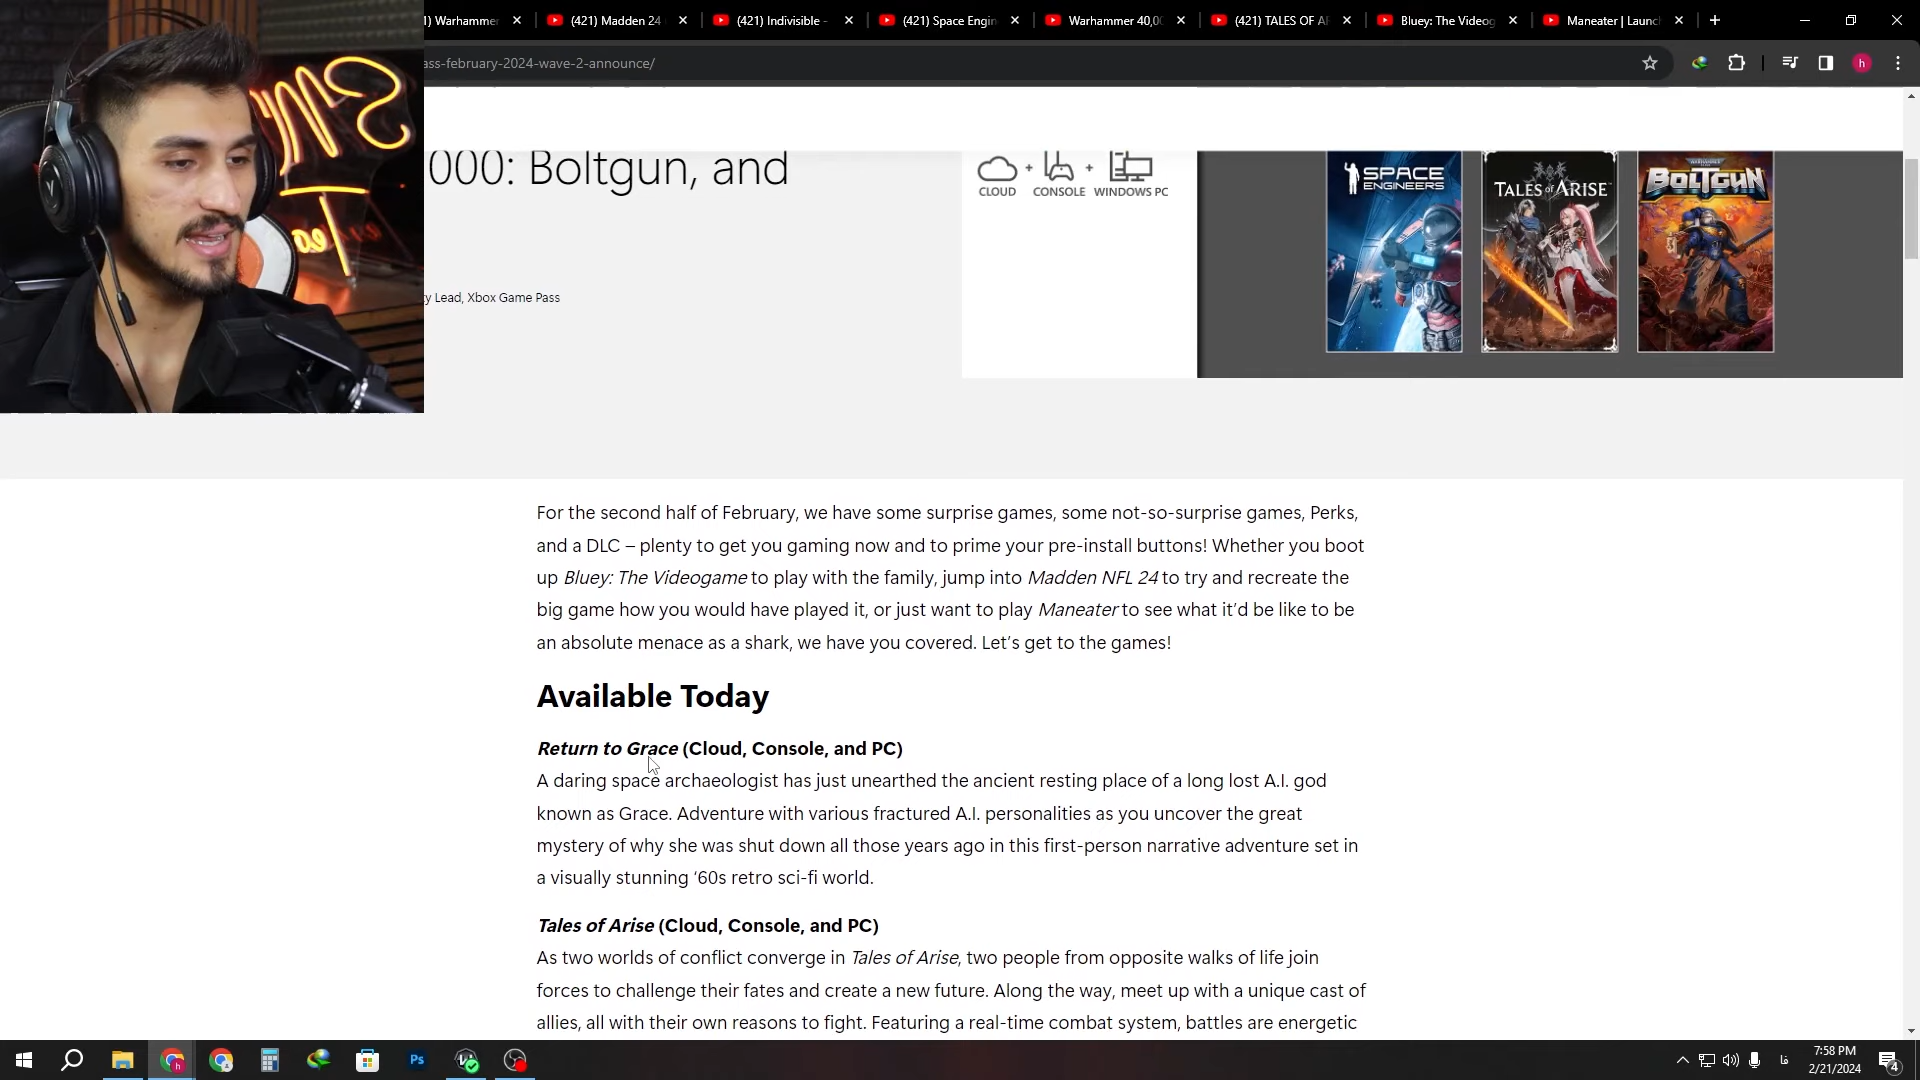 Warhammer
(421) Madden 24
(421) Indivisible -
(421) Space Engin
Warhammer 40,00
(421) TALES OF A
Bluey: The Videog
Maneater | Launc
ass-february-2024-wave-2-announce/
h
000: Boltgun, and
CLOUD + CONSOLE + WINDOWS PC
SPACE
ENGINEERS
TALES of ARISE
BOLTGUN
y Lead, Xbox Game Pass
For the second half of February, we have some surprise games, some not-so-surprise games, Perks,
and a DLC – plenty to get you gaming now and to prime your pre-install buttons! Whether you boot
up Bluey: The Videogame to play with the family, jump into Madden NFL 24 to try and recreate the
big game how you would have played it, or just want to play Maneater to see what it’d be like to be
an absolute menace as a shark, we have you covered. Let’s get to the games!
Available Today
Return to Grace (Cloud, Console, and PC)
A daring space archaeologist has just unearthed the ancient resting place of a long lost A.I. god
known as Grace. Adventure with various fractured A.I. personalities as you uncover the great
mystery of why she was shut down all those years ago in this first-person narrative adventure set in
a visually stunning ‘60s retro sci-fi world.
Tales of Arise (Cloud, Console, and PC)
As two worlds of conflict converge in Tales of Arise, two people from opposite walks of life join
forces to challenge their fates and create a new future. Along the way, meet up with a unique cast of
allies, all with their own reasons to fight. Featuring a real-time combat system, battles are energetic
Ps
فا
7:58 PM
2/21/2024
4